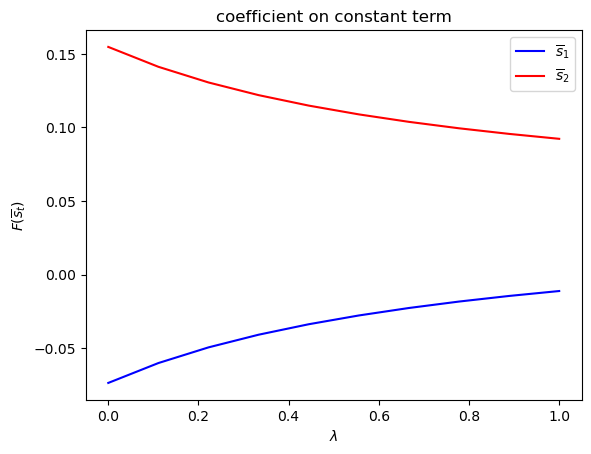 coefficient on constant term
s̅₁
s̅₂
F(s̅ₜ)
0.15
0.10
0.05
0.00
−0.05
0.0 0.2 0.4 0.6 0.8 1.0
λ